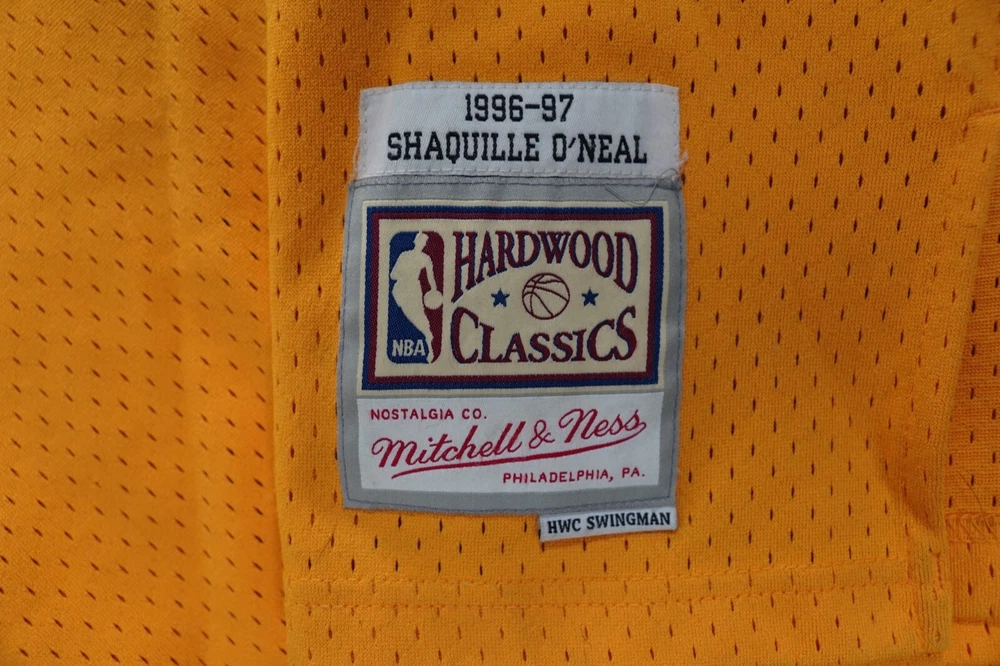 1996-97
SHAQUILLE O'NEAL
HARDWOOD
CLASSICS
NBA
NOSTALGIA CO.
Mitchell & Ness
PHILADELPHIA, PA.
HWC SWINGMAN